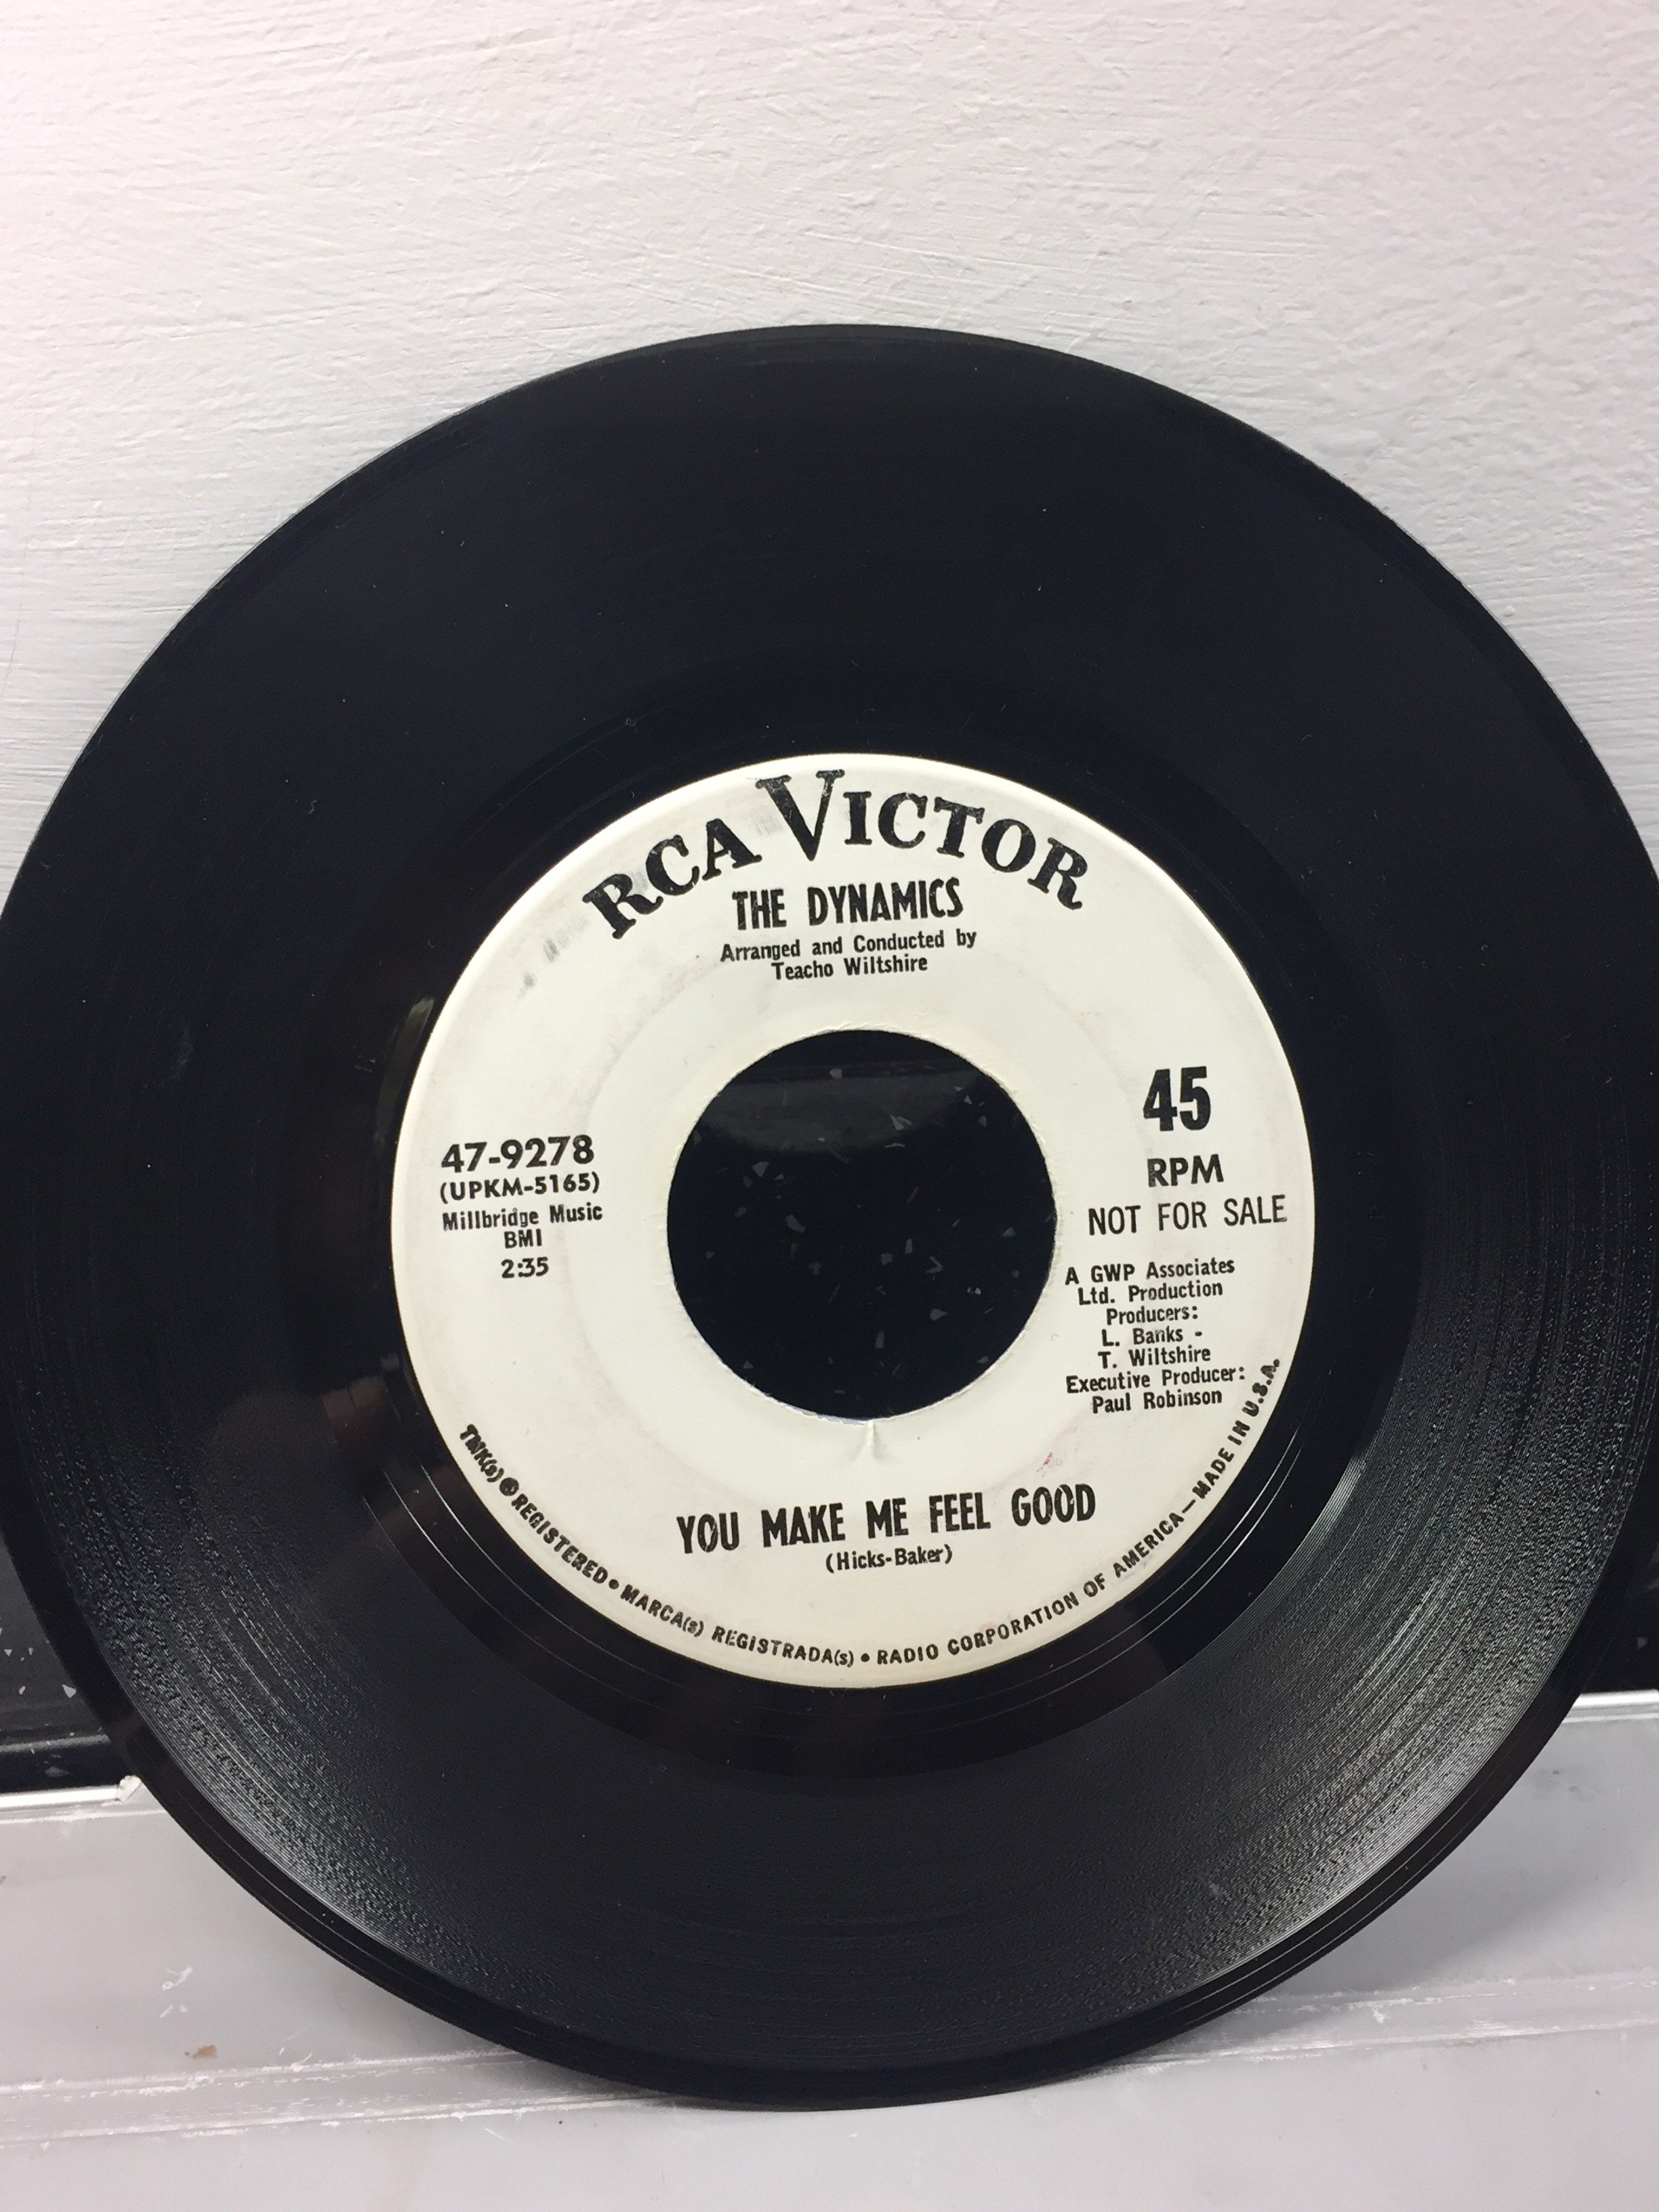 RCA VICTOR
THE DYNAMICS
Arranged and Conducted by
Teacho Wiltshire
47-9278
(UPKM-5165)
Millbridge Music
BMI
2:35
45
RPM
NOT FOR SALE
A GWP Associates
Ltd. Production
Producers:
L. Banks -
T. Wiltshire
Executive Producer:
Paul Robinson
YOU MAKE ME FEEL GOOD
(Hicks-Baker)
TMK(s) ® REGISTERED • MARCA(s) REGISTRADA(s) • RADIO CORPORATION OF AMERICA—MADE IN U.S.A.